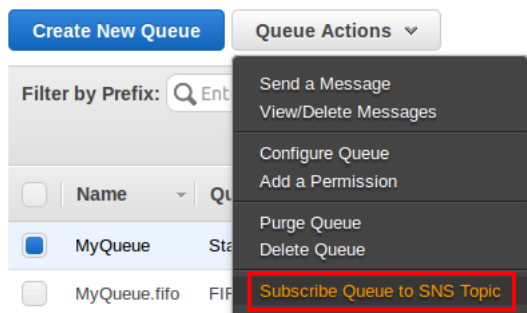 Create New Queue
Queue Actions
Filter by Prefix:
Send a Message
View/Delete Messages
Configure Queue
Add a Permission
Purge Queue
Delete Queue
Subscribe Queue to SNS Topic
Name
MyQueue
MyQueue.fifo